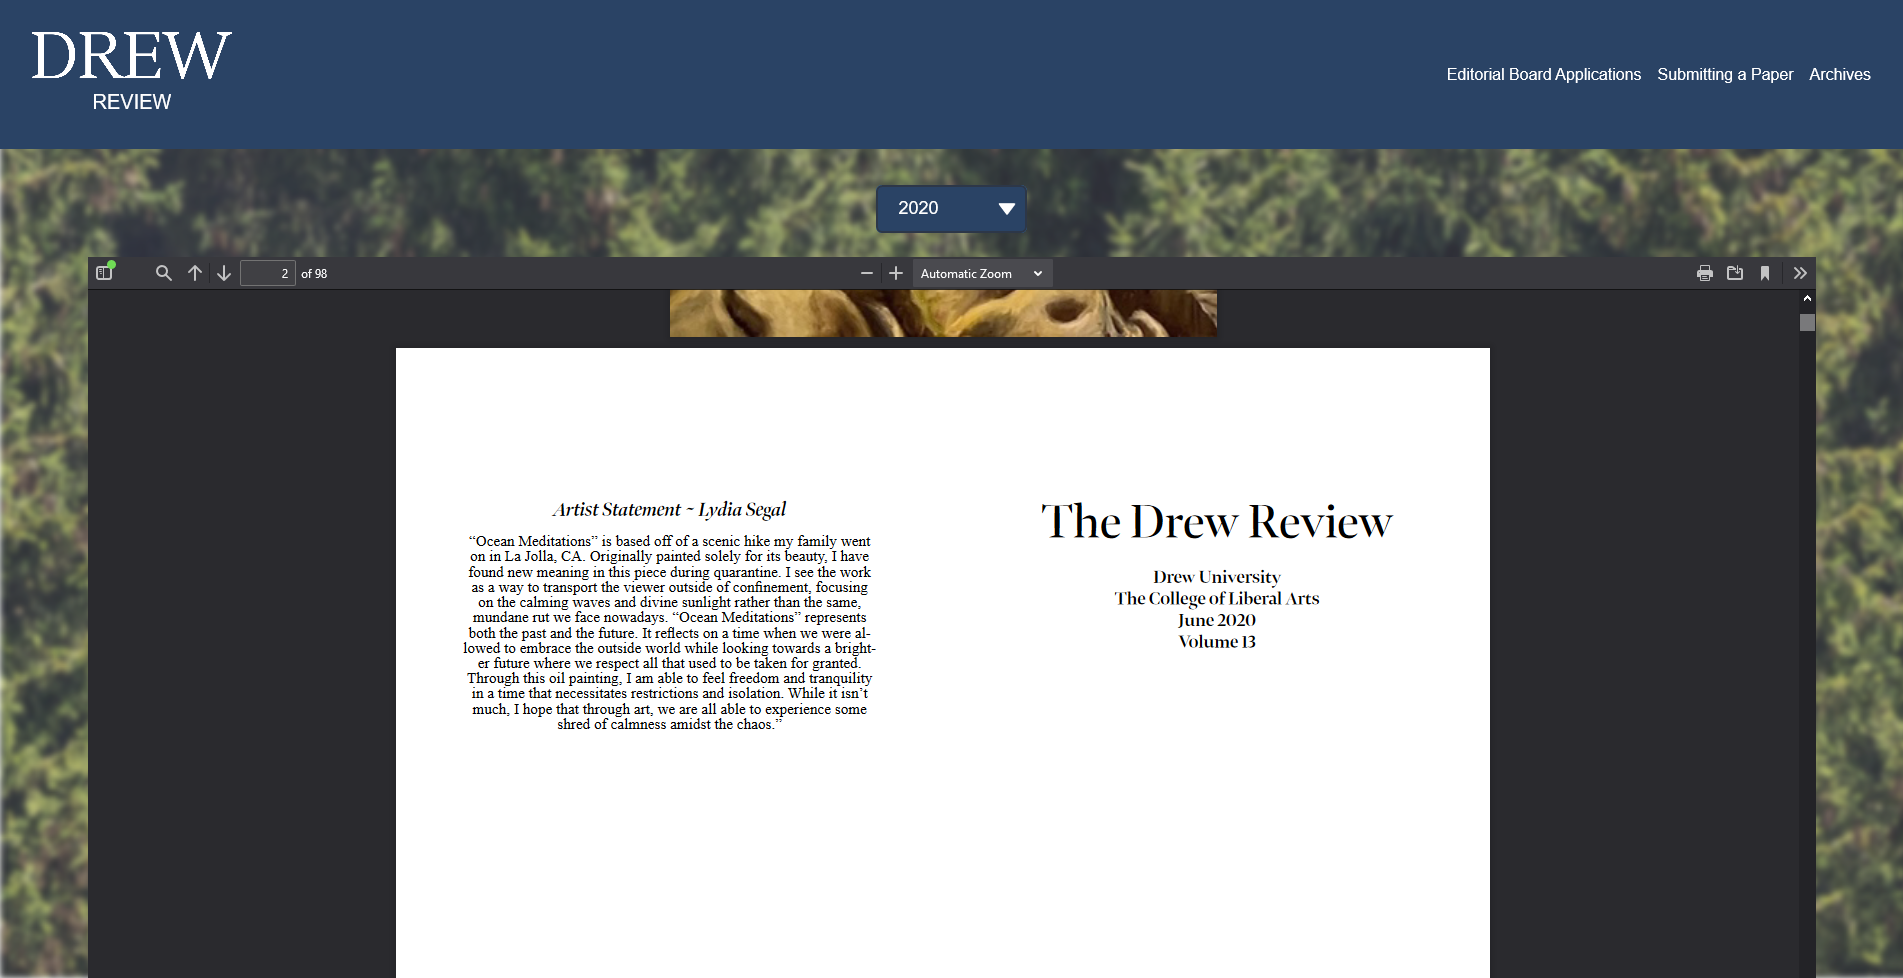 DREW
REVIEW
Editorial Board Applications Submitting a Paper Archives
2020
2 of 98
Automatic Zoom
Artist Statement ~ Lydia Segal
“Ocean Meditations” is based off of a scenic hike my family went
on in La Jolla, CA. Originally painted solely for its beauty, I have
found new meaning in this piece during quarantine. I see the work
as a way to transport the viewer outside of confinement, focusing
on the calming waves and divine sunlight rather than the same,
mundane rut we face nowadays. “Ocean Meditations” represents
both the past and the future. It reflects on a time when we were al-
lowed to embrace the outside world while looking towards a bright-
er future where we respect all that used to be taken for granted.
Through this oil painting, I am able to feel freedom and tranquility
in a time that necessitates restrictions and isolation. While it isn’t
much, I hope that through art, we are all able to experience some
shred of calmness amidst the chaos.”
The Drew Review
Drew University
The College of Liberal Arts
June 2020
Volume 13